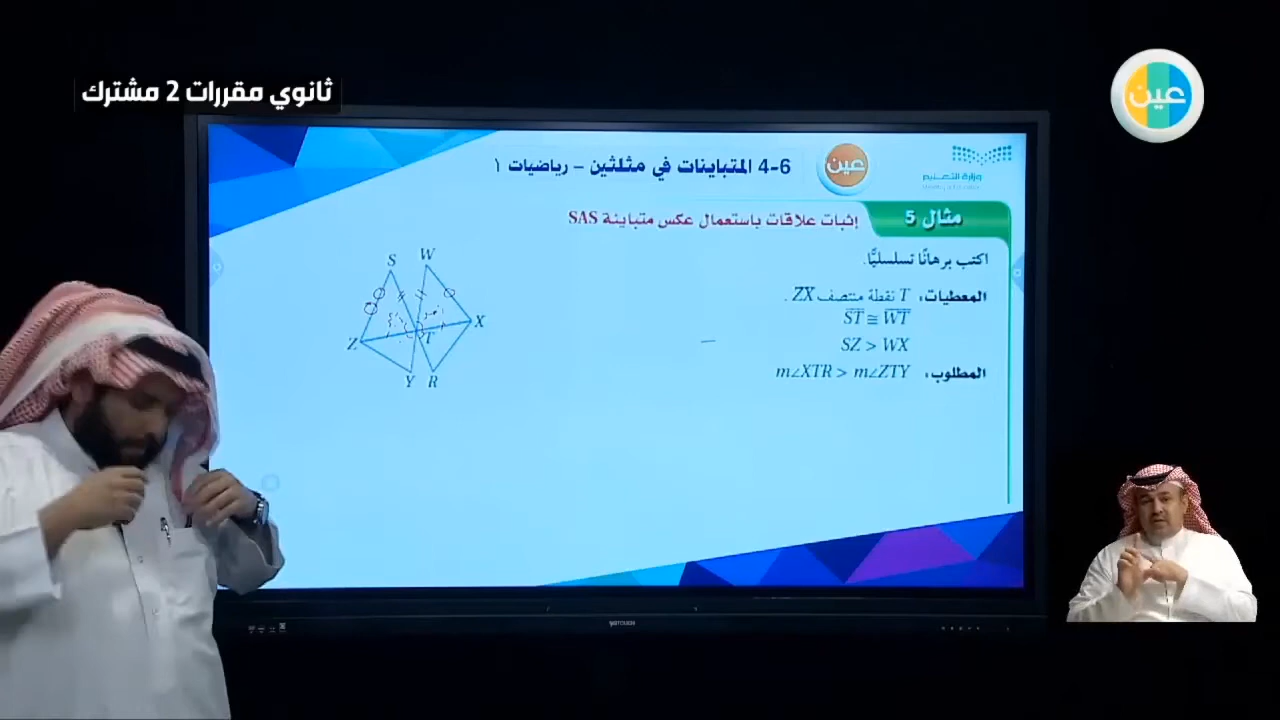 ثانوي مقررات 2 مشترك
عين
4-6 المتباينات في مثلثين – رياضيات ١
عين
وزارة التعليم
مثال 5
إثبات علاقات باستعمال عكس متباينة SAS
اكتب برهانًا تسلسليًّا.
المعطيات: T نقطة منتصف ZX.
ST ≅ WT
SZ > WX
المطلوب: m∠XTR > m∠ZTY
S
W
X
Z
T
Y
R